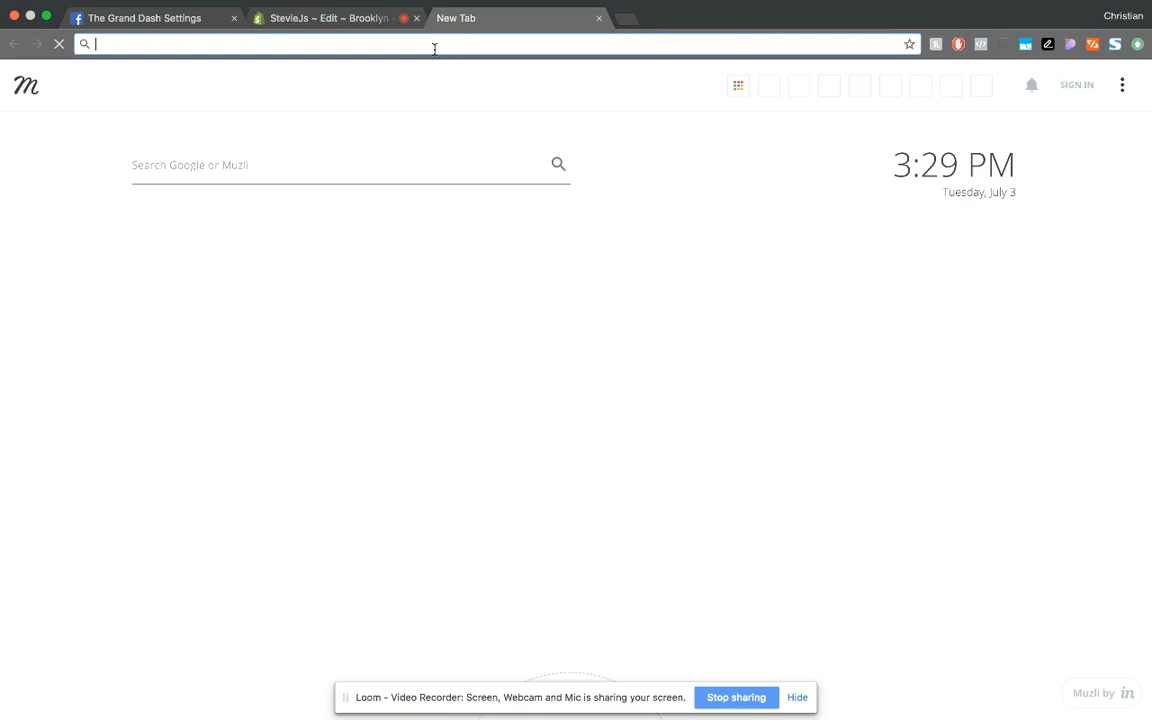 The Grand Dash Settings
StevieJs ~ Edit ~ Brooklyn
New Tab
Christian
SIGN IN
Search Google or Muzli
3:29 PM
Tuesday, July 3
Loom - Video Recorder: Screen, Webcam and Mic is sharing your screen.
Stop sharing
Hide
Muzli by in